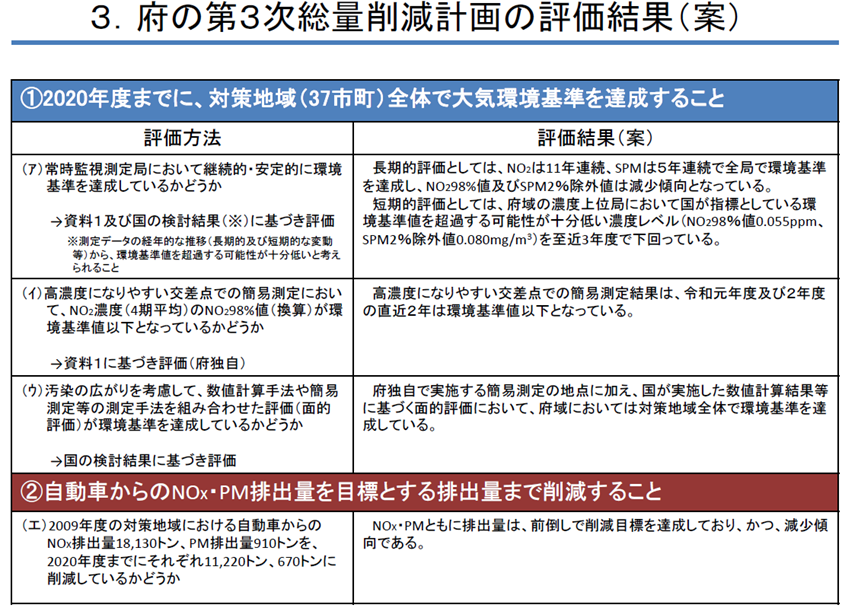 ３．府の第３次総量削減計画の評価結果（案）
①2020年度までに、対策地域（37市町）全体で大気環境基準を達成すること
評価方法
評価結果（案）
（ア）常時監視測定局において継続的・安定的に環境
基準を達成しているかどうか
→資料１及び国の検討結果（※）に基づき評価
※測定データの経年的な推移（長期的及び短期的な変動
等）から、環境基準値を超過する可能性が十分低いと考え
られること
長期的評価としては、NO₂は11年連続、SPMは５年連続で全局で環境基準
を達成し、NO₂98%値及びSPM2％除外値は減少傾向となっている。
短期的評価としては、府域の濃度上位局において国が指標としている環
境基準値を超過する可能性が十分低い濃度レベル（NO₂98％値0.055ppm、
SPM2％除外値0.080mg/m³）を至近3年度で下回っている。
（イ）高濃度になりやすい交差点での簡易測定におい
て、NO₂濃度（4期平均）のNO₂98%値（換算）が環
境基準値以下となっているかどうか
→資料１に基づき評価（府独自）
高濃度になりやすい交差点での簡易測定結果は、令和元年度及び２年度
の直近２年は環境基準値以下となっている。
（ウ）汚染の広がりを考慮して、数値計算手法や簡易
測定等の測定手法を組み合わせた評価（面的
評価）が環境基準を達成しているかどうか
→国の検討結果に基づき評価
府独自で実施する簡易測定の地点に加え、国が実施した数値計算結果等
に基づく面的評価において、府域においては対策地域全体で環境基準を達
成している。
②自動車からのNOx・PM排出量を目標とする排出量まで削減すること
（エ）2009年度の対策地域における自動車からの
NOx排出量18,130トン、PM排出量910トンを、
2020年度までにそれぞれ11,220トン、670トンに
削減しているかどうか
NOx・PMともに排出量は、前倒しで削減目標を達成しており、かつ、減少傾
向である。